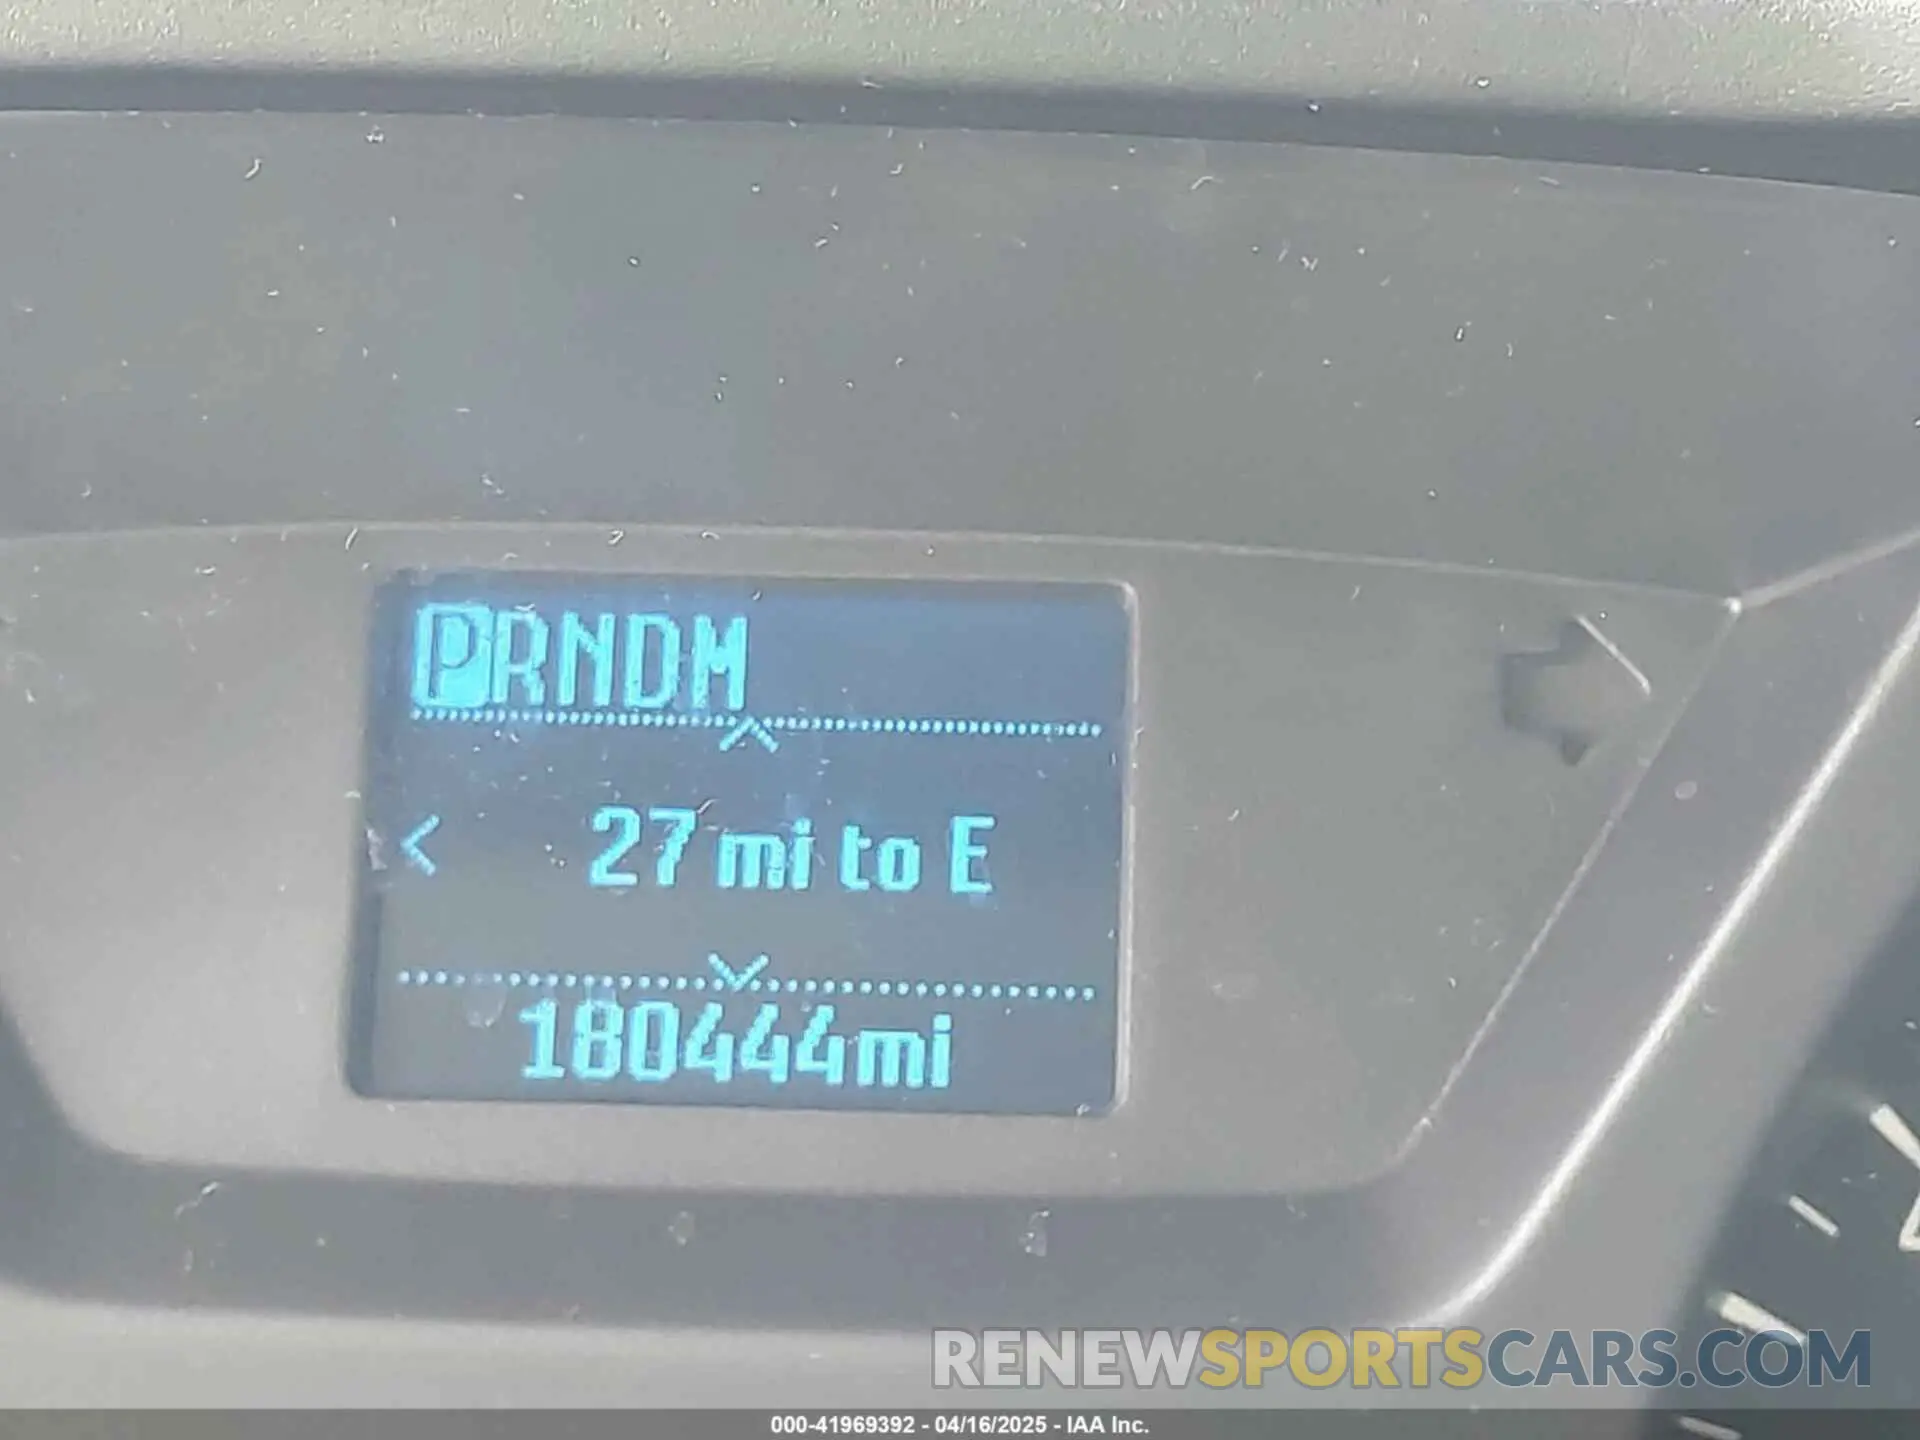 PRNDM
27 mi to E
180444mi
RENEWSPORTSCARS.COM
000-41969392 - 04/16/2025 - IAA Inc.